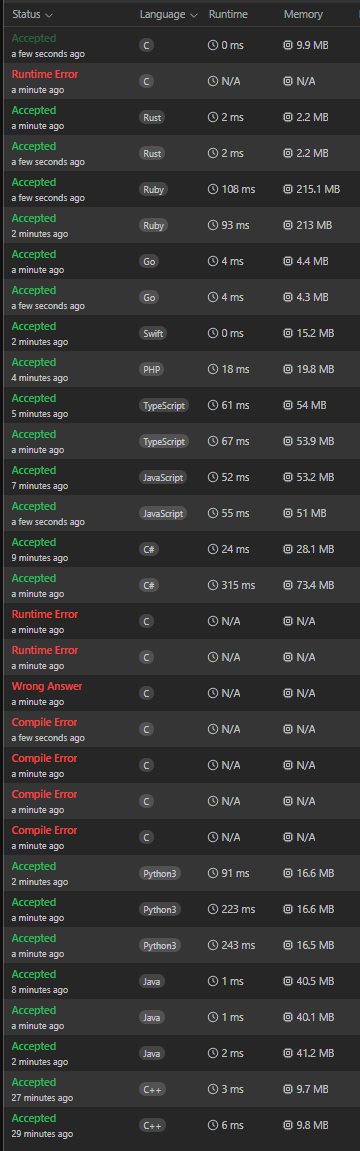 Status Language Runtime Memory
Accepted
a few seconds ago C 0 ms 9.9 MB
Runtime Error
a minute ago C N/A N/A
Accepted
a minute ago Rust 2 ms 2.2 MB
Accepted
a few seconds ago Rust 2 ms 2.2 MB
Accepted
a few seconds ago Ruby 108 ms 215.1 MB
Accepted
2 minutes ago Ruby 93 ms 213 MB
Accepted
a minute ago Go 4 ms 4.4 MB
Accepted
a few seconds ago Go 4 ms 4.3 MB
Accepted
2 minutes ago Swift 0 ms 15.2 MB
Accepted
4 minutes ago PHP 18 ms 19.8 MB
Accepted
5 minutes ago TypeScript 61 ms 54 MB
Accepted
a minute ago TypeScript 67 ms 53.9 MB
Accepted
7 minutes ago JavaScript 52 ms 53.2 MB
Accepted
a few seconds ago JavaScript 55 ms 51 MB
Accepted
9 minutes ago C# 24 ms 28.1 MB
Accepted
a minute ago C# 315 ms 73.4 MB
Runtime Error
a minute ago C N/A N/A
Runtime Error
a minute ago C N/A N/A
Wrong Answer
a minute ago C N/A N/A
Compile Error
a few seconds ago C N/A N/A
Compile Error
a minute ago C N/A N/A
Compile Error
a minute ago C N/A N/A
Compile Error
a minute ago C N/A N/A
Accepted
2 minutes ago Python3 91 ms 16.6 MB
Accepted
a minute ago Python3 223 ms 16.6 MB
Accepted
a minute ago Python3 243 ms 16.5 MB
Accepted
8 minutes ago Java 1 ms 40.5 MB
Accepted
a minute ago Java 1 ms 40.1 MB
Accepted
2 minutes ago Java 2 ms 41.2 MB
Accepted
27 minutes ago C++ 3 ms 9.7 MB
Accepted
29 minutes ago C++ 6 ms 9.8 MB